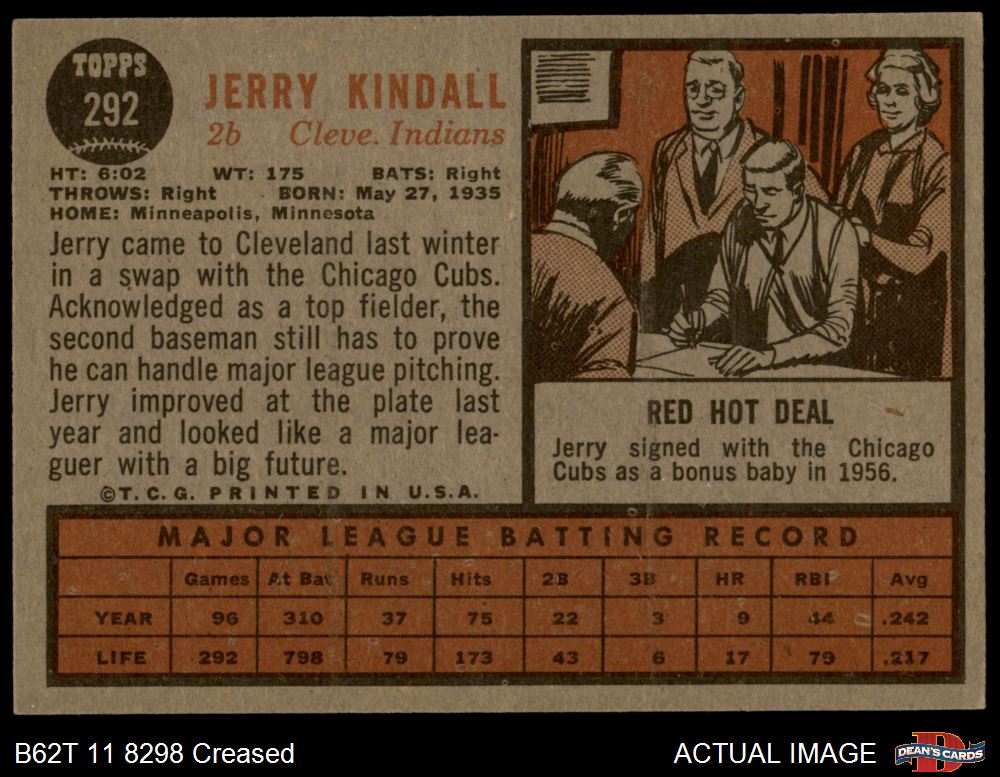 TOPPS
292
JERRY KINDALL
2b Cleve. Indians
HT: 6:02 WT: 175 BATS: Right
THROWS: Right BORN: May 27, 1935
HOME: Minneapolis, Minnesota
Jerry came to Cleveland last winter
in a swap with the Chicago Cubs.
Acknowledged as a top fielder, the
second baseman still has to prove
he can handle major league pitching.
Jerry improved at the plate last
year and looked like a major lea-
guer with a big future.
©T.C.G. PRINTED IN U.S.A.
RED HOT DEAL
Jerry signed with the Chicago
Cubs as a bonus baby in 1956.
MAJOR LEAGUE BATTING RECORD
Games At Bat Runs Hits 2B 3B HR RBI Avg
YEAR 96 310 37 75 22 3 9 44 .242
LIFE 292 798 79 173 43 6 17 79 .217
B62T 11 8298 Creased
ACTUAL IMAGE
DEAN'S CARDS